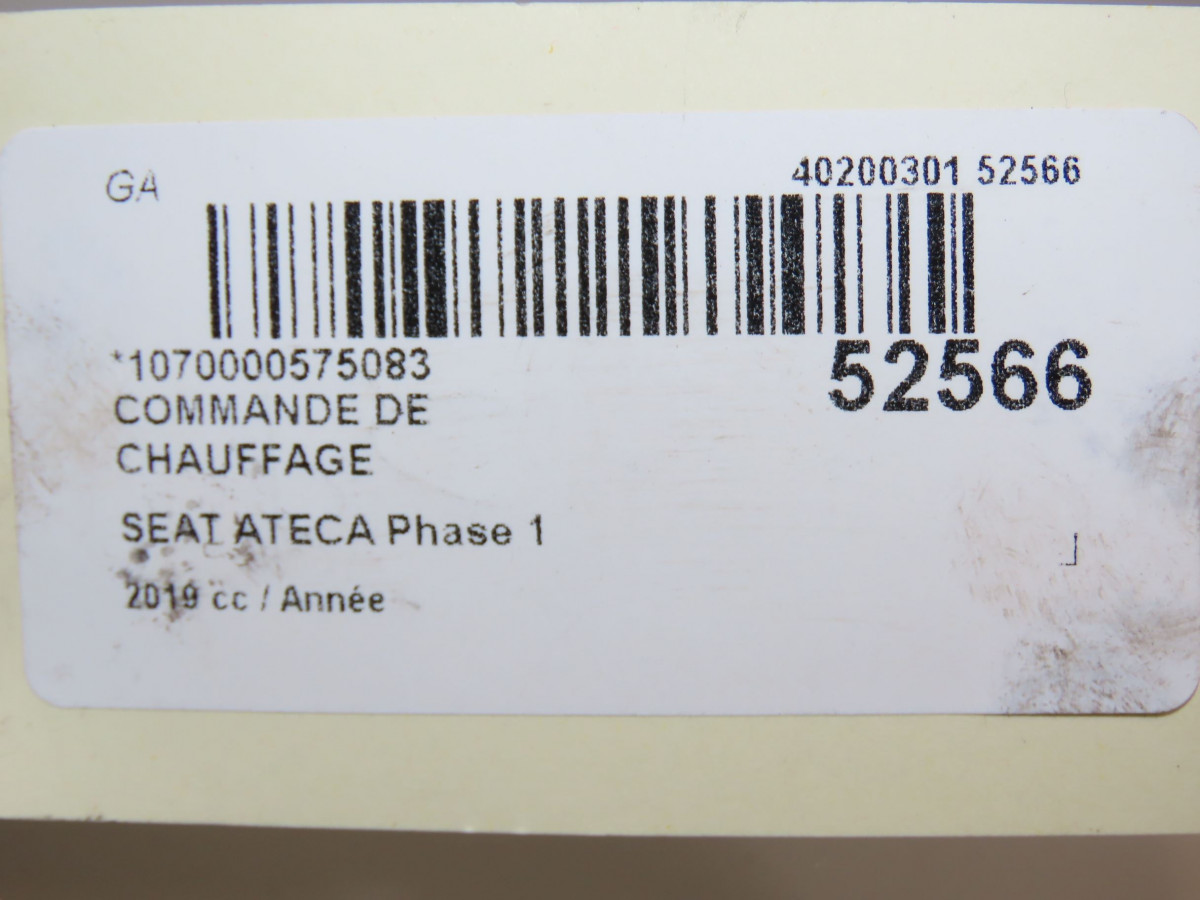 GA
40200301 52566
*1070000575083
52566
COMMANDE DE
CHAUFFAGE
SEAT ATECA Phase 1
2019 cc / Année